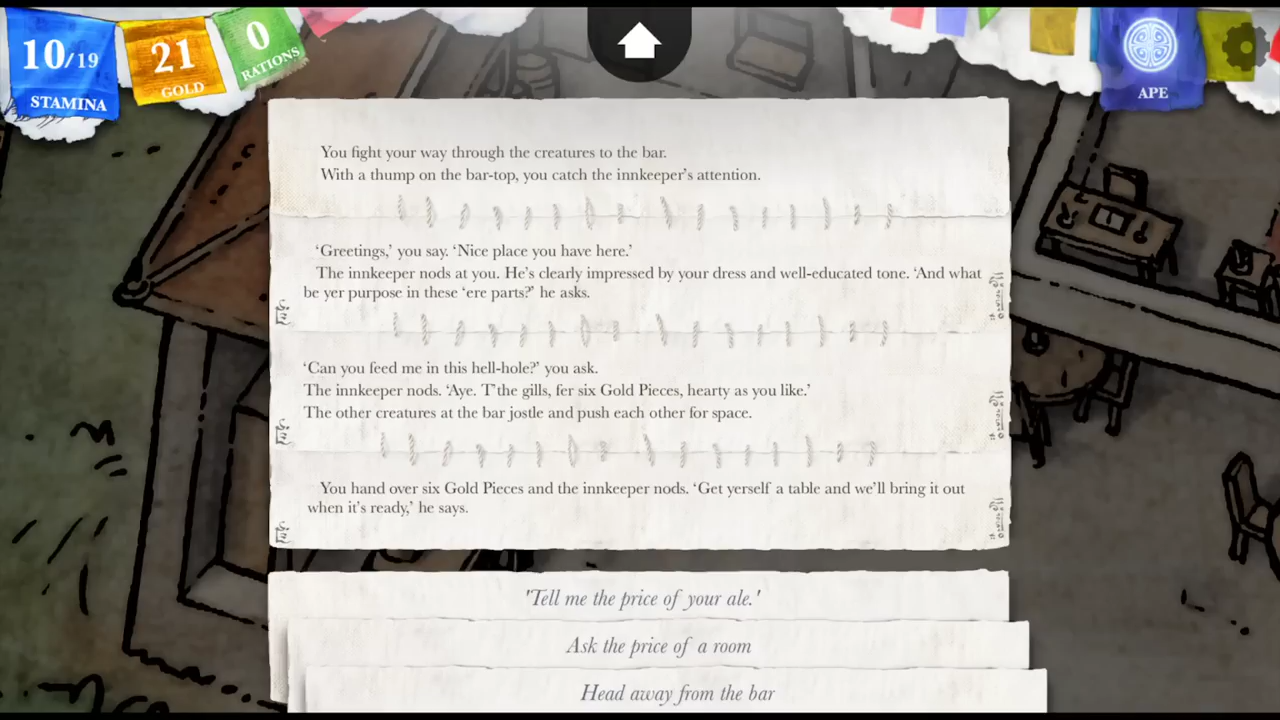 10/19
STAMINA
21
GOLD
0
RATIONS
APE
You fight your way through the creatures to the bar.
With a thump on the bar-top, you catch the innkeeper's attention.
'Greetings,' you say. 'Nice place you have here.'
The innkeeper nods at you. He's clearly impressed by your dress and well-educated tone. 'And what
be yer purpose in these 'ere parts?' he asks.
'Can you feed me in this hell-hole?' you ask.
The innkeeper nods. 'Aye. T'the gills, fer six Gold Pieces, hearty as you like.'
The other creatures at the bar jostle and push each other for space.
You hand over six Gold Pieces and the innkeeper nods. 'Get yerself a table and we'll bring it out
when it's ready,' he says.
'Tell me the price of your ale.'
Ask the price of a room
Head away from the bar